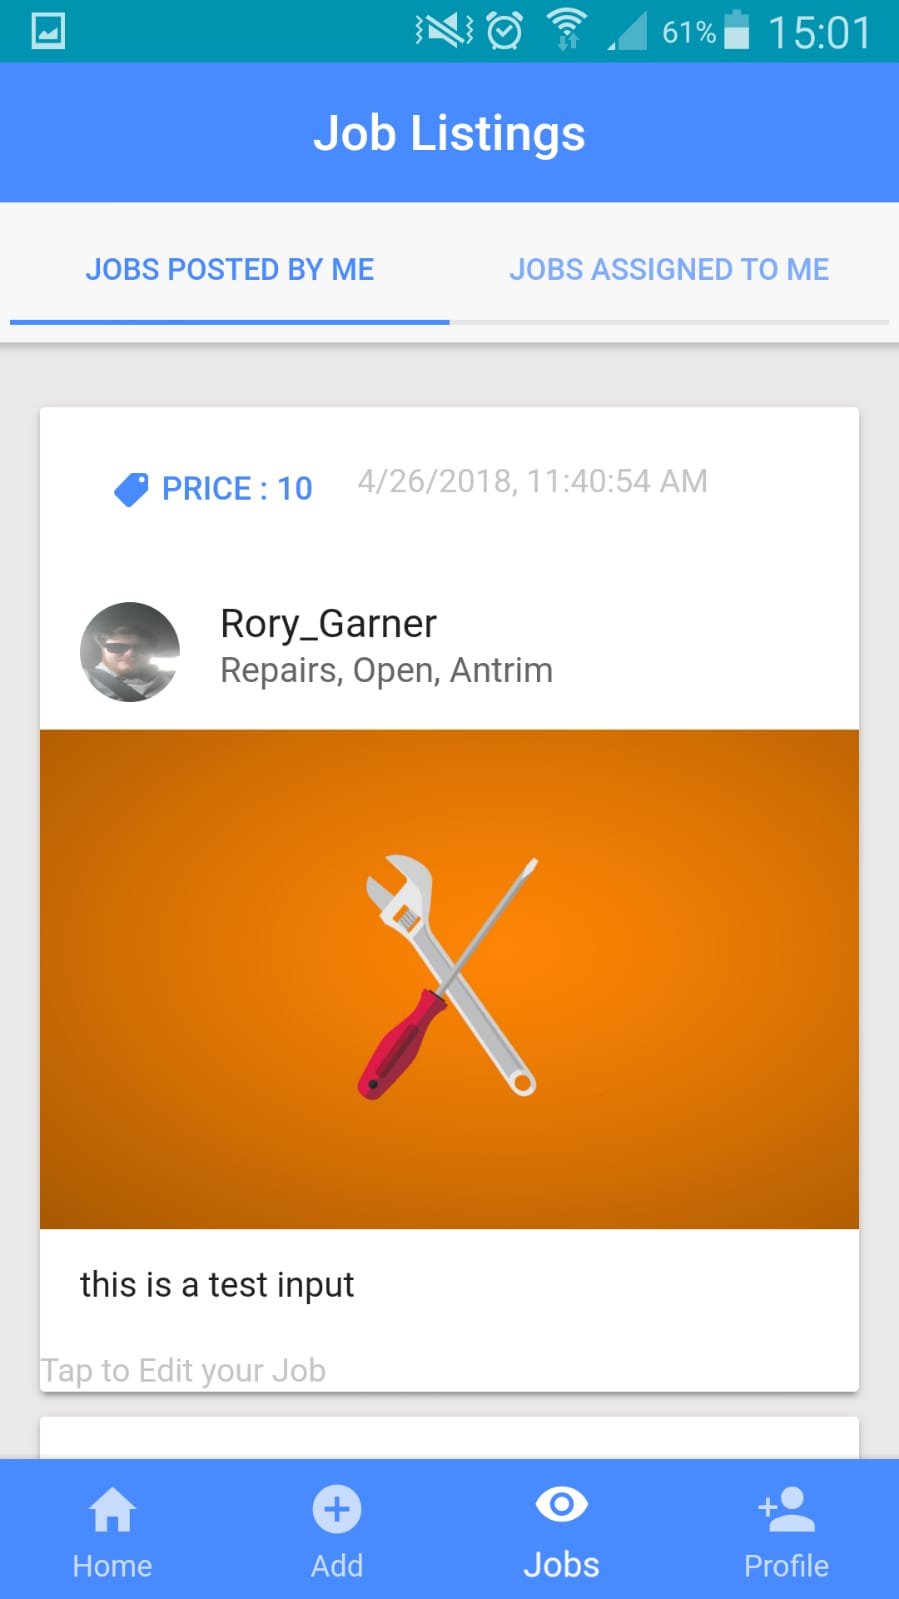 61% 15:01
Job Listings
JOBS POSTED BY ME JOBS ASSIGNED TO ME
PRICE : 10 4/26/2018, 11:40:54 AM
Rory_Garner
Repairs, Open, Antrim
this is a test input
Tap to Edit your Job
Home Add Jobs Profile